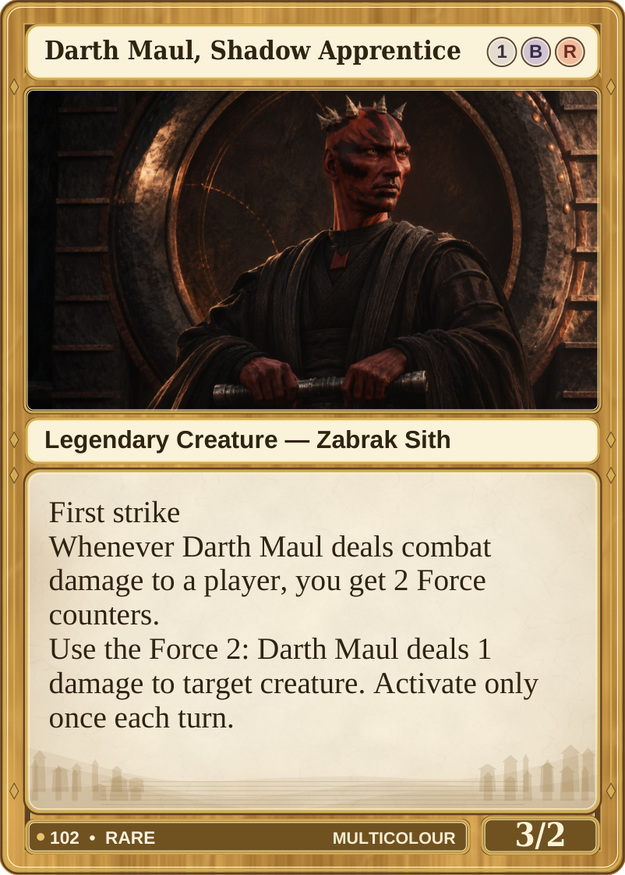 Darth Maul, Shadow Apprentice 1 B R
Legendary Creature — Zabrak Sith
First strike
Whenever Darth Maul deals combat
damage to a player, you get 2 Force
counters.
Use the Force 2: Darth Maul deals 1
damage to target creature. Activate only
once each turn.
102 • RARE MULTICOLOUR 3/2